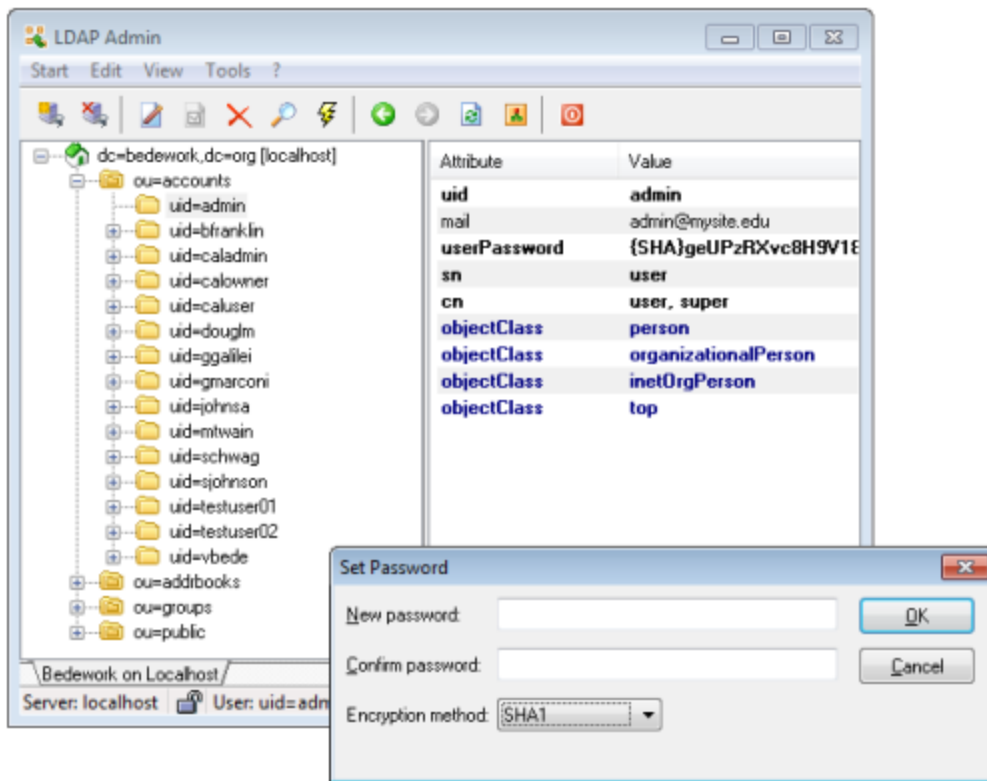 LDAP Admin
Start Edit View Tools ?
dc=bedework,dc=org [localhost]
ou=accounts
uid=admin
uid=bfranklin
uid=caladmin
uid=calowner
uid=caluser
uid=douglm
uid=ggalilei
uid=gmarconi
uid=johnsa
uid=mtwain
uid=schwag
uid=sjohnson
uid=testuser01
uid=testuser02
uid=vbede
ou=addrbooks
ou=groups
ou=public
Attribute Value
uid admin
mail admin@mysite.edu
userPassword {SHA}geUPzRXvc8H9V18
sn user
cn user, super
objectClass person
objectClass organizationalPerson
objectClass inetOrgPerson
objectClass top
Bedework on Localhost
Server: localhost User: uid=adm
Set Password
New password:
OK
Confirm password:
Cancel
Encryption method: SHA1